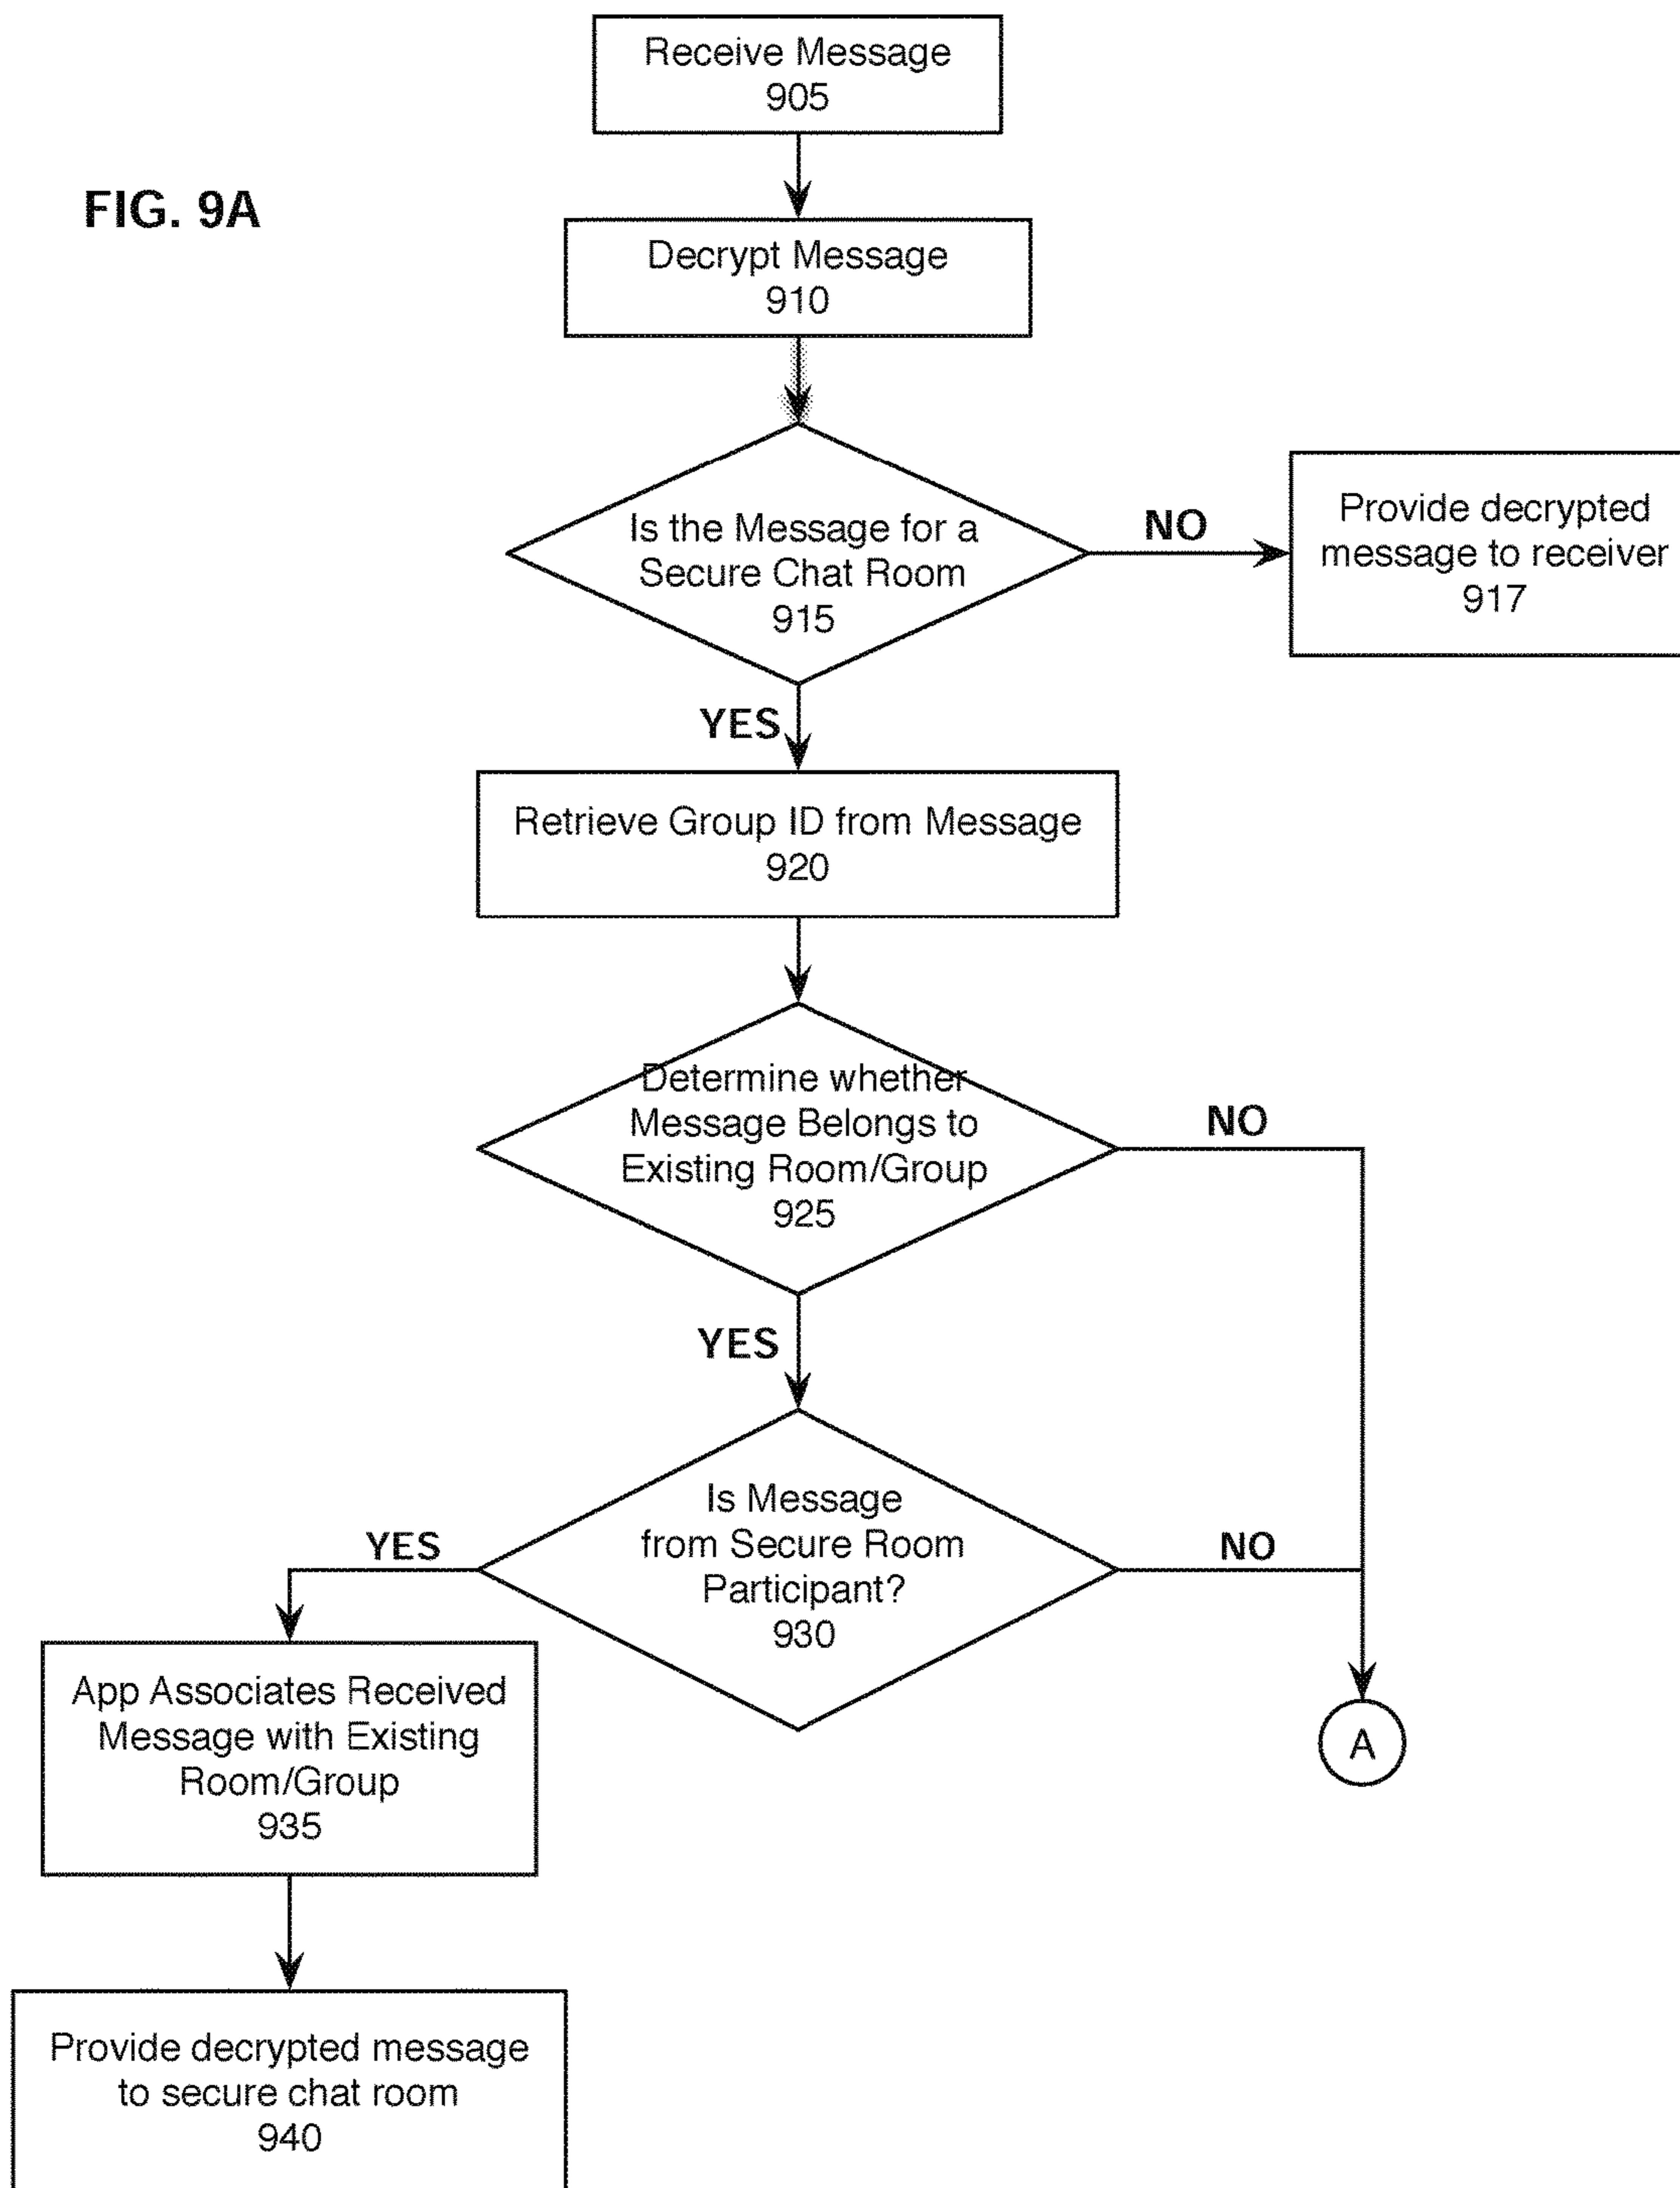 Receive Message
905
FIG. 9A
Decrypt Message
910
Is the Message for a
Secure Chat Room
915
NO
Provide decrypted
message to receiver
917
YES
Retrieve Group ID from Message
920
Determine whether
Message Belongs to
Existing Room/Group
925
NO
YES
Is Message
from Secure Room
Participant?
930
YES
NO
App Associates Received
Message with Existing
Room/Group
935
A
Provide decrypted message
to secure chat room
940